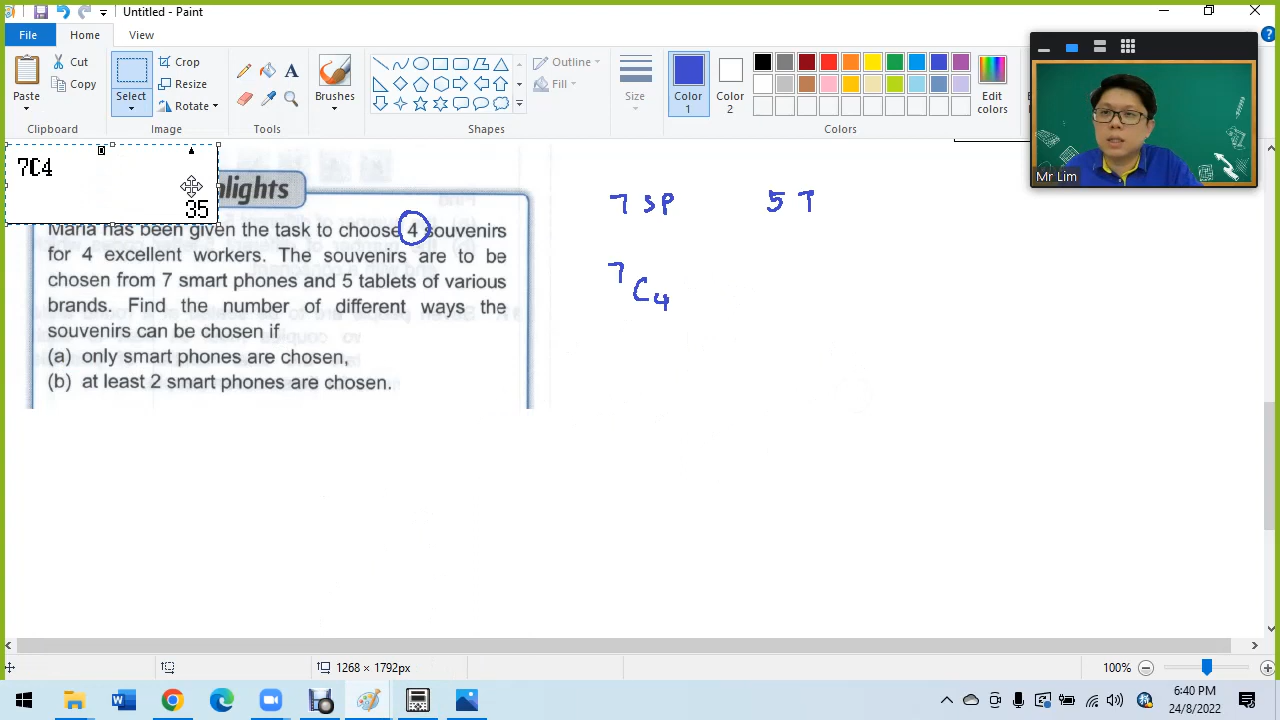 Untitled - Paint
File Home View
Paste
Cut
Copy
Clipboard
Select
Crop
Resize
Rotate
Image
Tools
Brushes
Shapes
Outline
Fill
Size
Color 1
Color 2
Edit colors
Colors
Mr Lim
7C4
35
alights
Maria has been given the task to choose 4 souvenirs
for 4 excellent workers. The souvenirs are to be
chosen from 7 smart phones and 5 tablets of various
brands. Find the number of different ways the
souvenirs can be chosen if
(a) only smart phones are chosen,
(b) at least 2 smart phones are chosen.
7 SP 5 T
7C4
1268 × 1792px
100%
6:40 PM
24/8/2022